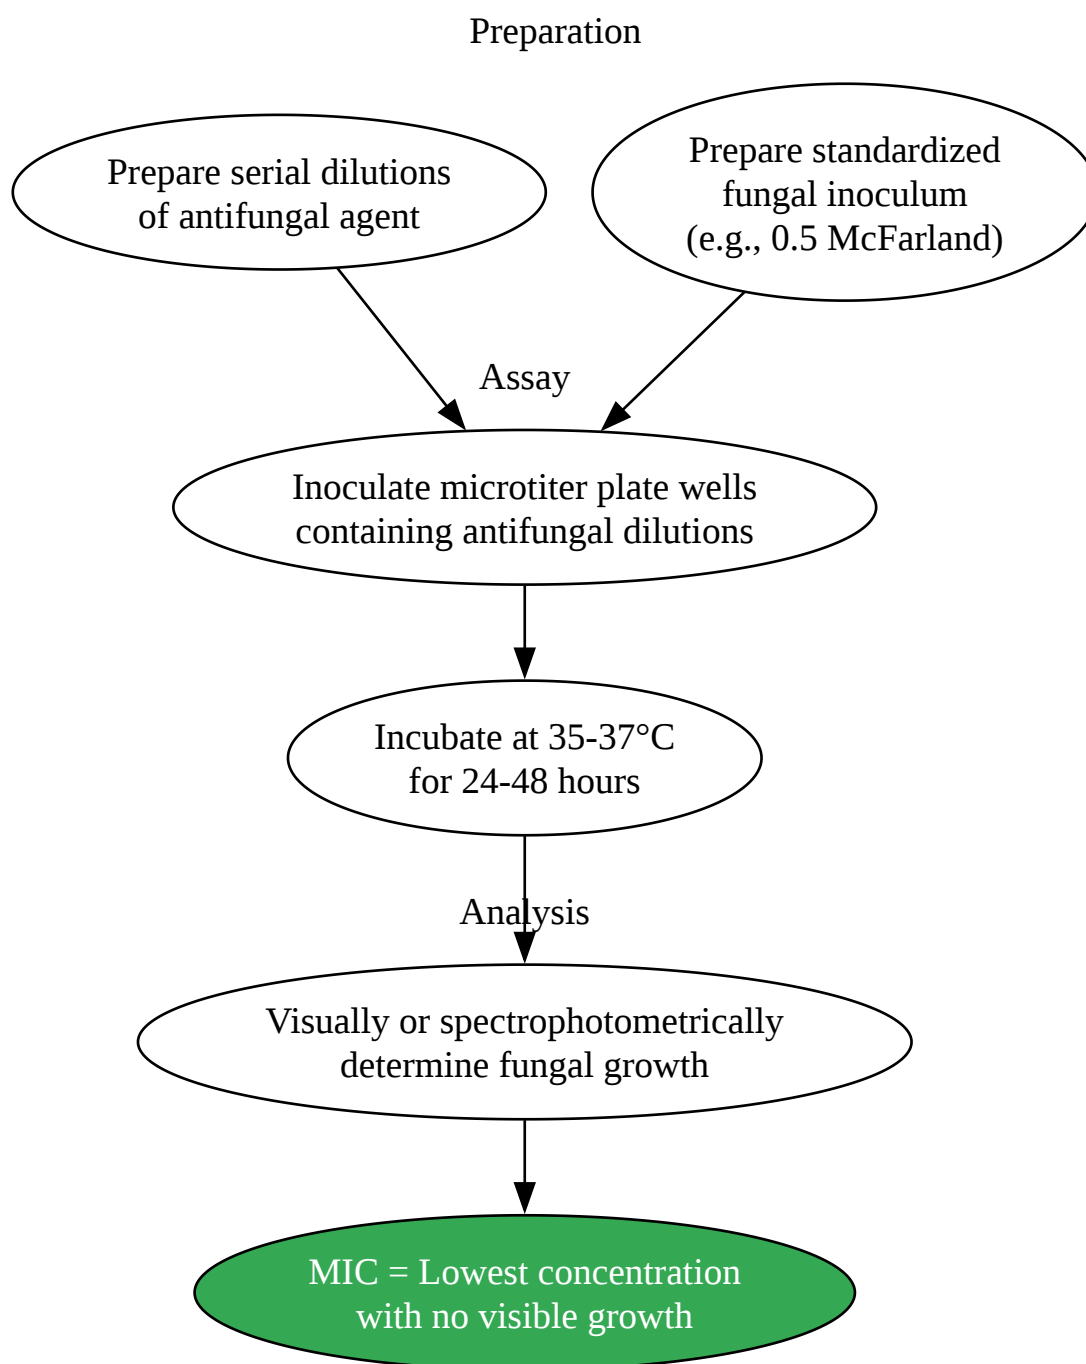 Preparation
Prepare serial dilutions
of antifungal agent
Prepare standardized
fungal inoculum
(e.g., 0.5 McFarland)
Assay
Inoculate microtiter plate wells
containing antifungal dilutions
Incubate at 35-37°C
for 24-48 hours
Analysis
Visually or spectrophotometrically
determine fungal growth
MIC = Lowest concentration
with no visible growth